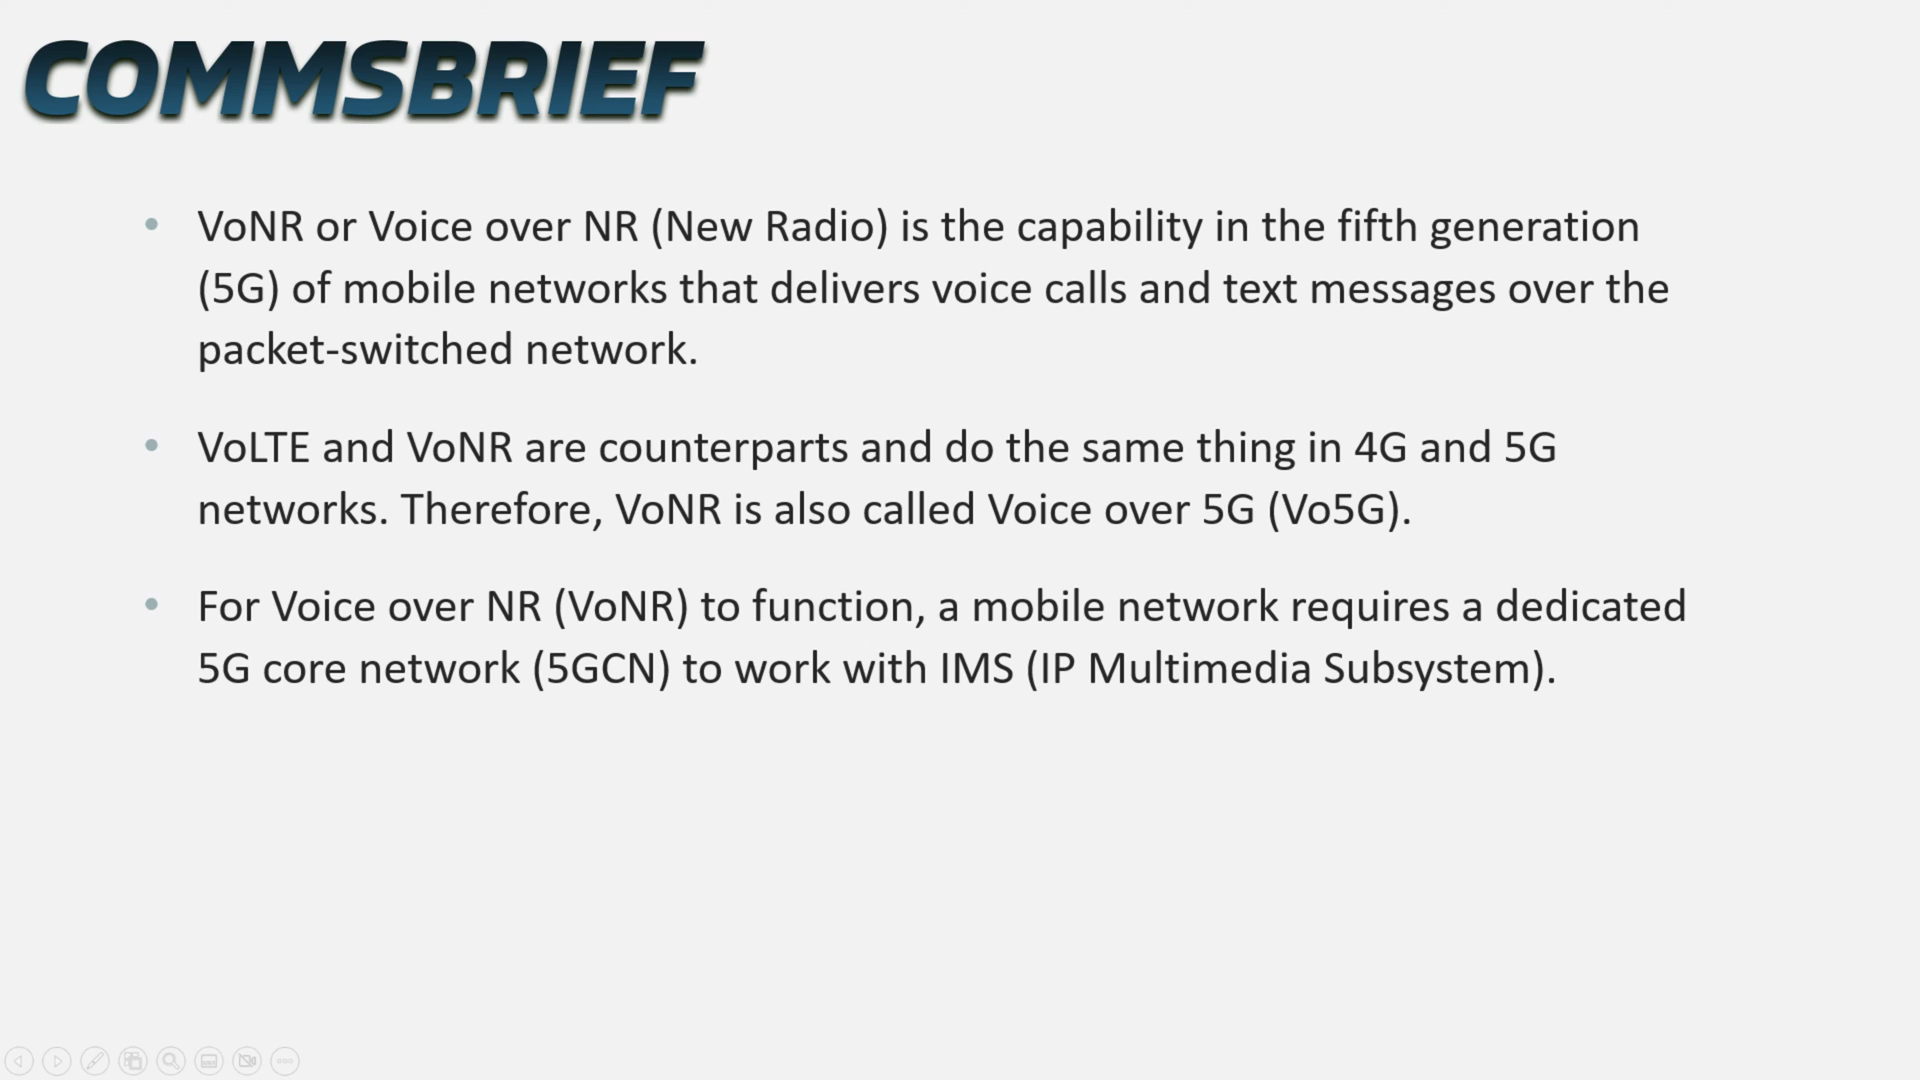 COMMSBRIEF
• VoNR or Voice over NR (New Radio) is the capability in the fifth generation
(5G) of mobile networks that delivers voice calls and text messages over the
packet-switched network.
• VoLTE and VoNR are counterparts and do the same thing in 4G and 5G
networks. Therefore, VoNR is also called Voice over 5G (Vo5G).
• For Voice over NR (VoNR) to function, a mobile network requires a dedicated
5G core network (5GCN) to work with IMS (IP Multimedia Subsystem).